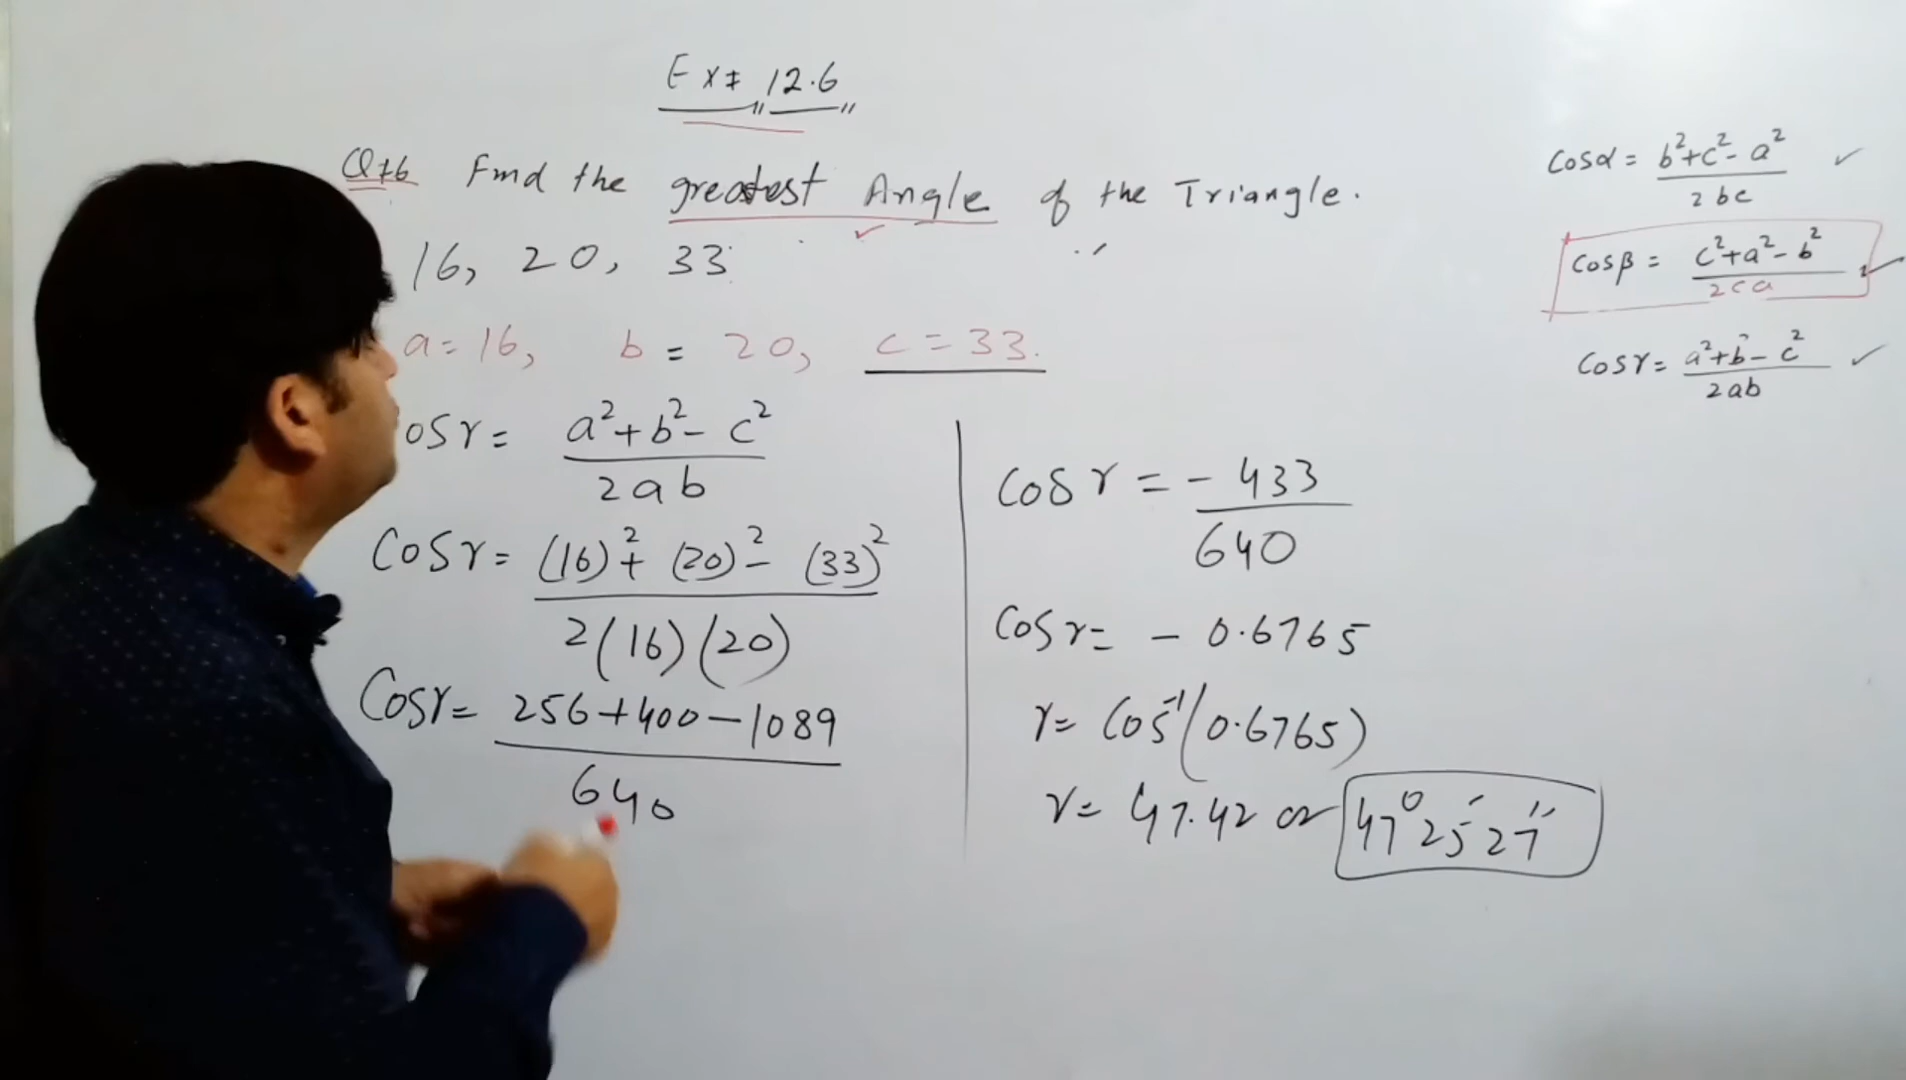 Ex# 12.6
Q#6 Find the greatest Angle of the Triangle.
16, 20, 33
a = 16, b = 20, c = 33.
osγ = a²+b²- c² / 2ab
Cosγ = (16)²+ (20)²- (33)² / 2(16)(20)
Cosγ = 256+400-1089 / 640
Cosγ = - 433 / 640
Cosγ = - 0.6765
γ = Cos⁻¹(0.6765)
γ = 47.42 or 47° 25′ 27″
Cosα = b²+c²- a² / 2bc
Cosβ = c²+a²- b² / 2ca
Cosγ = a²+b - c² / 2ab